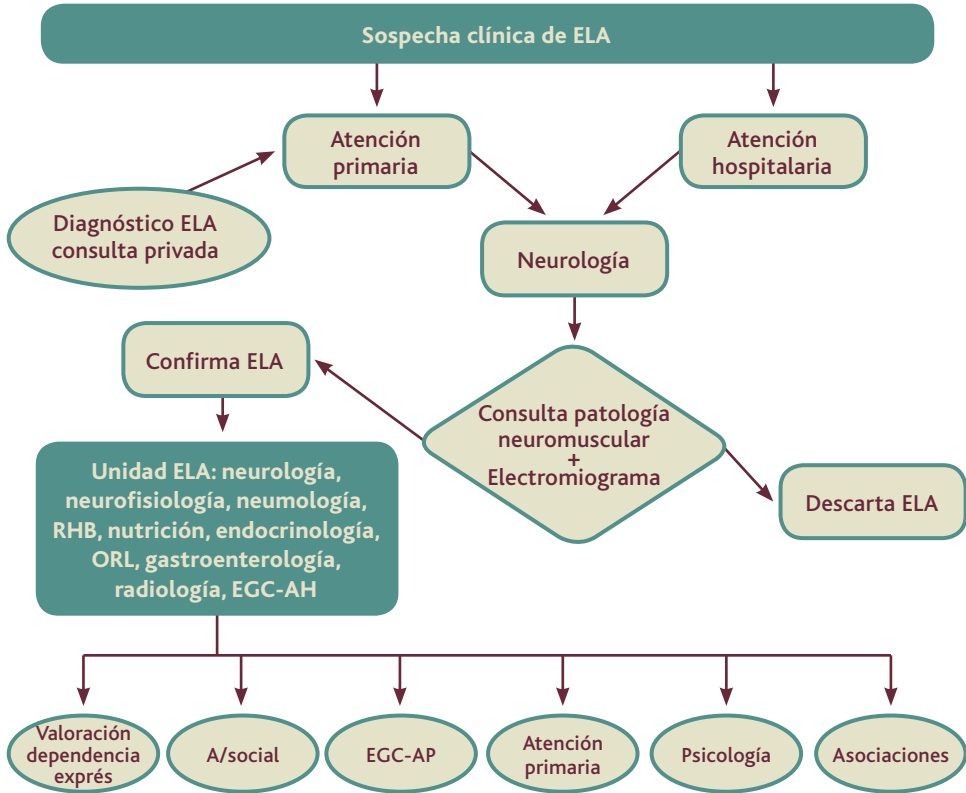 Sospecha clínica de ELA
Atención
primaria
Atención
hospitalaria
Diagnóstico ELA
consulta privada
Neurología
Confirma ELA
Consulta patología
neuromuscular
+
Electromiograma
Descarta ELA
Unidad ELA: neurología,
neurofisiología, neumología,
RHB, nutrición, endocrinología,
ORL, gastroenterología,
radiología, EGC-AH
Valoración
dependencia
exprés
A/social
EGC-AP
Atención
primaria
Psicología
Asociaciones